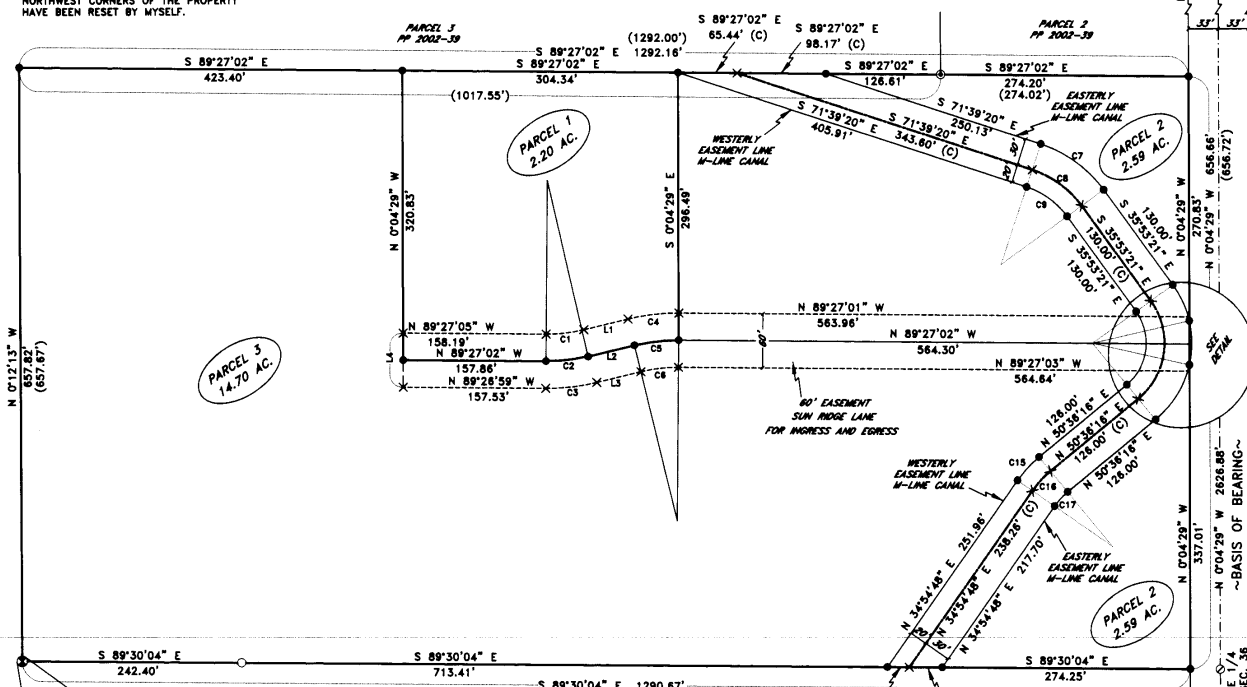 NORTHWEST CORNERS OF THE PROPERTY
HAVE BEEN RESET BY MYSELF.
PARCEL 3
PP 2002-39
S 89°27'02" E
(1292.00')
1292.16'
S 89°27'02" E
65.44' (C)
S 89°27'02" E
98.17' (C)
PARCEL 2
PP 2002-39
33'
33'
S 89°27'02" E
423.40'
S 89°27'02" E
304.34'
(1017.55')
S 89°27'02" E
126.61'
S 89°27'02" E
274.20'
(274.02')
EASTERLY
EASEMENT LINE
M-LINE CANAL
S 71°39'20" E
250.13'
S 71°39'20" E
343.60' (C)
S 71°39'20" E
405.91'
WESTERLY
EASEMENT LINE
M-LINE CANAL
30'
20'
C7
C8
C9
PARCEL 1
2.20 AC.
PARCEL 2
2.59 AC.
N 0°04'29" W
320.83'
S 0°04'29" E
296.49'
N 0°04'29" W
270.83'
N 0°04'29" W
656.66'
(656.72')
S 35°53'21" E
130.00'
S 35°53'21" E
130.00' (C)
S 35°53'21" E
130.00'
N 0°12'13" W
657.82'
(657.67')
PARCEL 3
14.70 AC.
N 89°27'05" W
158.19'
C1
L1
C4
N 89°27'01" W
563.96'
L4
N 89°27'02" W
157.86'
C2
L2
C5
60'
N 89°27'02" W
564.30'
SEE
DETAIL
N 89°26'59" W
157.53'
C3
L3
C6
N 89°27'03" W
564.64'
60' EASEMENT
SUN RIDGE LANE
FOR INGRESS AND EGRESS
N 50°36'16" E
126.00'
N 50°36'16" E
126.00' (C)
N 50°36'16" E
126.00'
WESTERLY
EASEMENT LINE
M-LINE CANAL
C15
C16
C17
N 34°54'48" E
251.96'
N 34°54'48" E
238.26' (C)
N 34°54'48" E
217.70'
EASTERLY
EASEMENT LINE
M-LINE CANAL
20'
30'
N 0°04'29" W
337.01'
N 0°04'29" W 2626.88'
~BASIS OF BEARING~
PARCEL 2
2.59 AC.
E 1/4
SEC. 36
S 89°30'04" E
242.40'
S 89°30'04" E
713.41'
S 89°30'04" E
274.25'
S 89°30'04" E 1290.67'